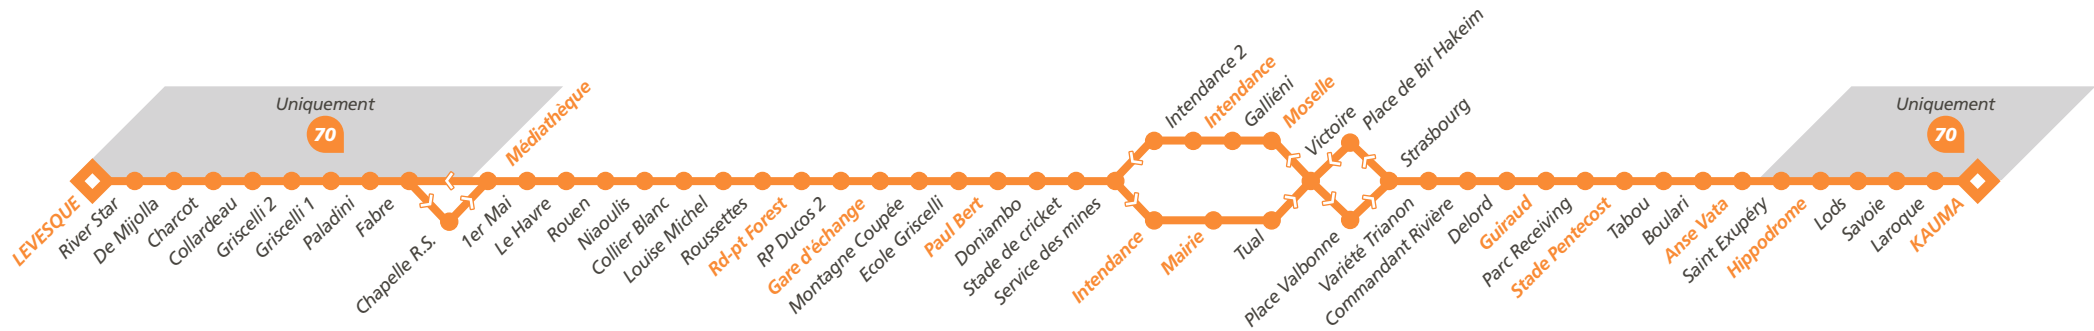 Uniquement
70
LEVESQUE
River Star
De Mijolla
Charcot
Collardeau
Griscelli 2
Griscelli 1
Paladini
Fabre
Chapelle R.S.
Médiathèque
1er Mai
Le Havre
Rouen
Niaoulis
Collier Blanc
Louise Michel
Roussettes
Rd-pt Forest
RP Ducos 2
Gare d'échange
Montagne Coupée
Ecole Griscelli
Paul Bert
Doniambo
Stade de cricket
Service des mines
Intendance 2
Intendance
Galliéni
Moselle
Intendance
Mairie
Tual
Victoire
Place de Bir Hakeim
Place Valbonne
Strasbourg
Variété Trianon
Commandant Rivière
Delord
Guiraud
Parc Receiving
Stade Pentecost
Tabou
Boulari
Anse Vata
Saint Exupéry
Hippodrome
Lods
Savoie
Laroque
KAUMA
Uniquement
70